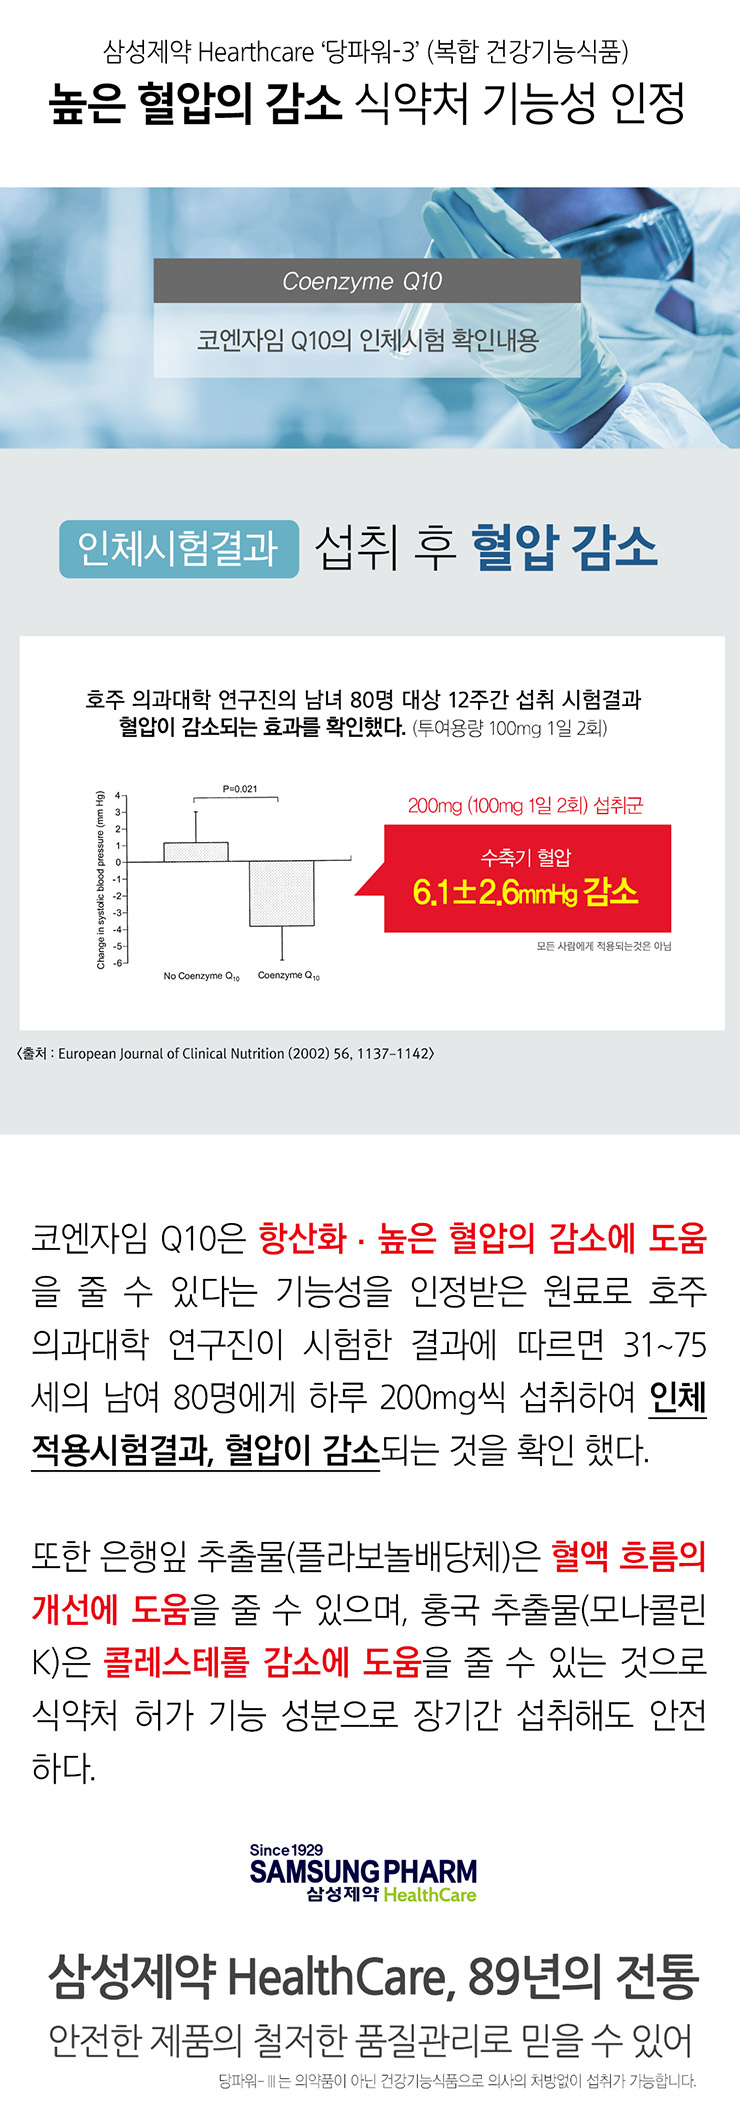 삼성제약 Hearthcare ‘당파워-3’ (복합 건강기능식품)
높은 혈압의 감소 식약처 기능성 인정
Coenzyme Q10
코엔자임 Q10의 인체시험 확인내용
인체시험결과 섭취 후 혈압 감소
호주 의과대학 연구진의 남녀 80명 대상 12주간 섭취 시험결과
혈압이 감소되는 효과를 확인했다. (투여용량 100mg 1일 2회)
Change in systolic blood pressure (mm Hg)
4
3
2
1
0
-1
-2
-3
-4
-5
-6
P=0.021
No Coenzyme Q10 Coenzyme Q10
200mg (100mg 1일 2회) 섭취군
수축기 혈압
6.1±2.6mmHg 감소
모든 사람에게 적용되는것은 아님
〈출처 : European Journal of Clinical Nutrition (2002) 56, 1137–1142〉
코엔자임 Q10은 항산화 · 높은 혈압의 감소에 도움
을 줄 수 있다는 기능성을 인정받은 원료로 호주
의과대학 연구진이 시험한 결과에 따르면 31~75
세의 남여 80명에게 하루 200mg씩 섭취하여 인체
적용시험결과, 혈압이 감소되는 것을 확인 했다.
또한 은행잎 추출물(플라보놀배당체)은 혈액 흐름의
개선에 도움을 줄 수 있으며, 홍국 추출물(모나콜린
K)은 콜레스테롤 감소에 도움을 줄 수 있는 것으로
식약처 허가 기능 성분으로 장기간 섭취해도 안전
하다.
Since 1929
SAMSUNG PHARM
삼성제약 HealthCare
삼성제약 HealthCare, 89년의 전통
안전한 제품의 철저한 품질관리로 믿을 수 있어
당파워-Ⅲ는 의약품이 아닌 건강기능식품으로 의사의 처방없이 섭취가 가능합니다.